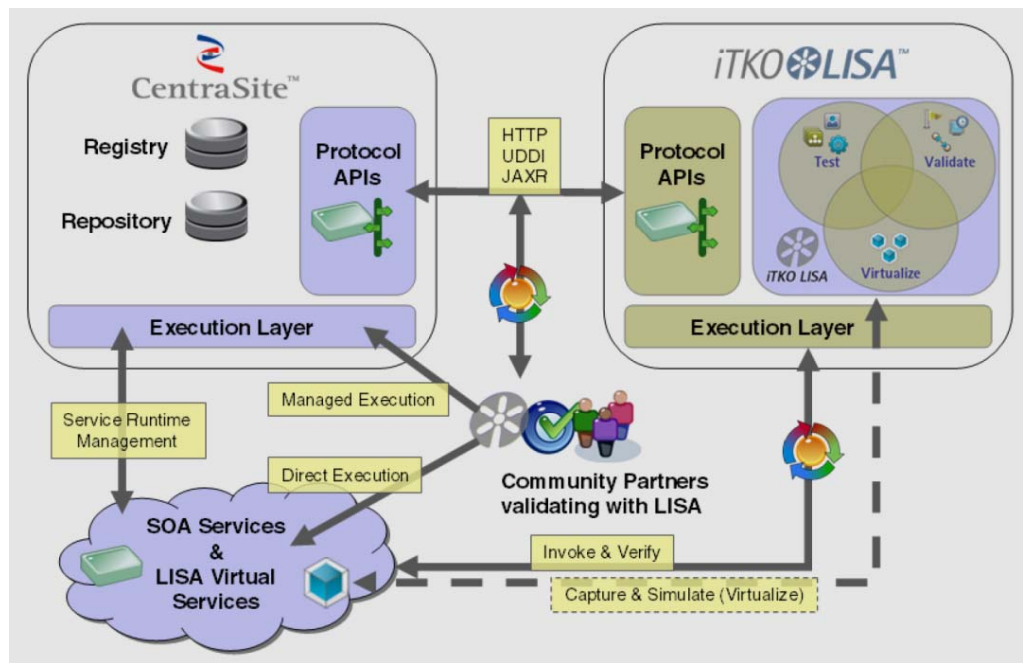 CentraSite™
Registry
Repository
Protocol
APIs
Execution Layer
HTTP
UDDI
JAXR
iTKO LISA™
Protocol
APIs
Test
Validate
Virtualize
iTKO LISA
Execution Layer
Service Runtime
Management
Managed Execution
Direct Execution
Community Partners
validating with LISA
SOA Services
&
LISA Virtual
Services
Invoke & Verify
Capture & Simulate (Virtualize)